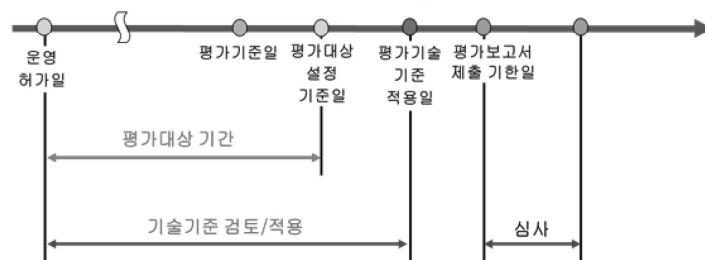 운영
허가일
평가기준일
평가대상
설정
기준일
평가기술
기준
적용일
평가보고서
제출 기한일
평가대상 기간
기술기준 검토/적용
심사